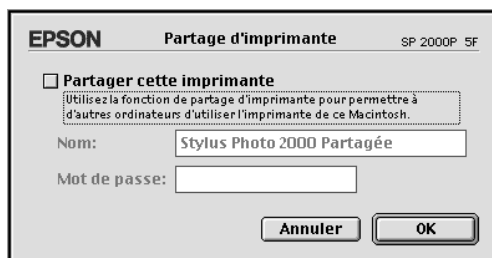 EPSON Partage d'imprimante SP 2000P 5F
Partager cette imprimante
Utilisez la fonction de partage d'imprimante pour permettre à
d'autres ordinateurs d'utiliser l'imprimante de ce Macintosh.
Nom: Stylus Photo 2000 Partagée
Mot de passe:
Annuler OK